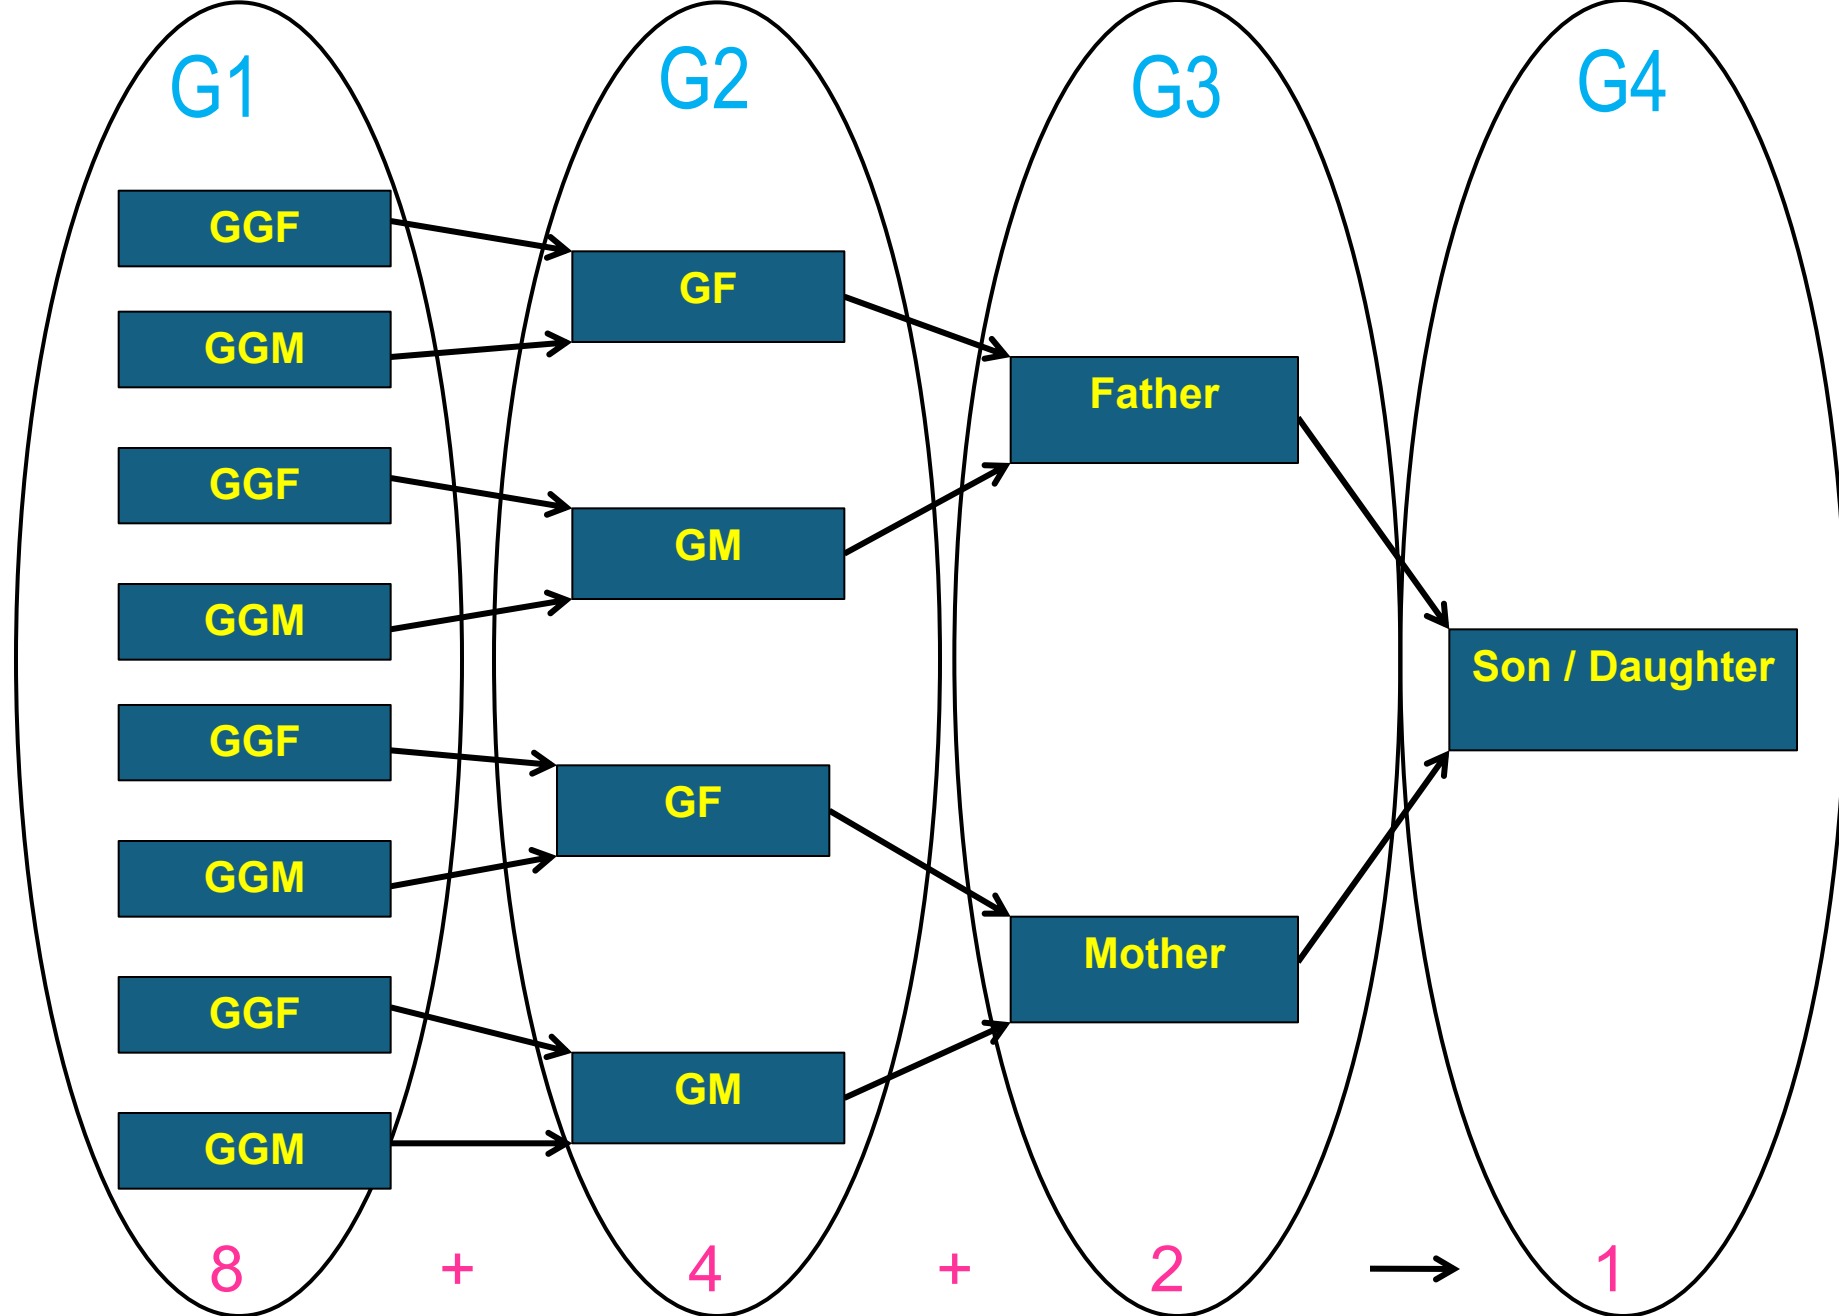 G1
G2
G3
G4
GGF
GGM
GGF
GGM
GGF
GGM
GGF
GGM
GF
GM
GF
GM
Father
Mother
Son / Daughter
8 + 4 + 2 → 1